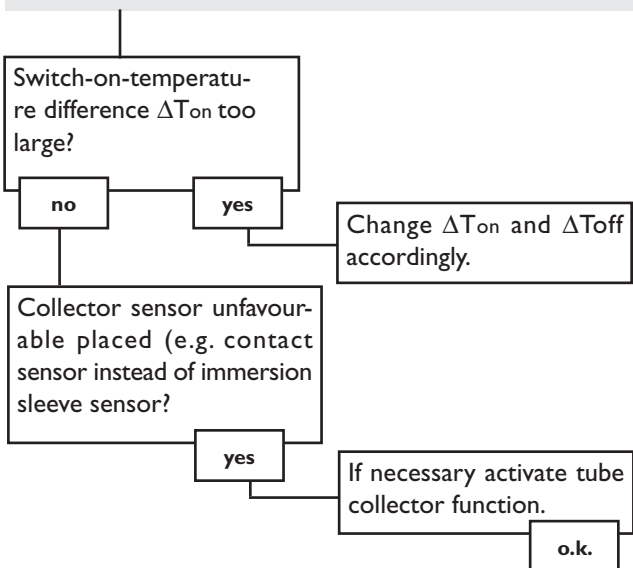 Switch-on-temperatu-
re difference ΔTon too
large?
no
yes
Change ΔTon and ΔToff
accordingly.
Collector sensor unfavour-
able placed (e.g. contact
sensor instead of immersion
sleeve sensor?
yes
If necessary activate tube
collector function.
o.k.